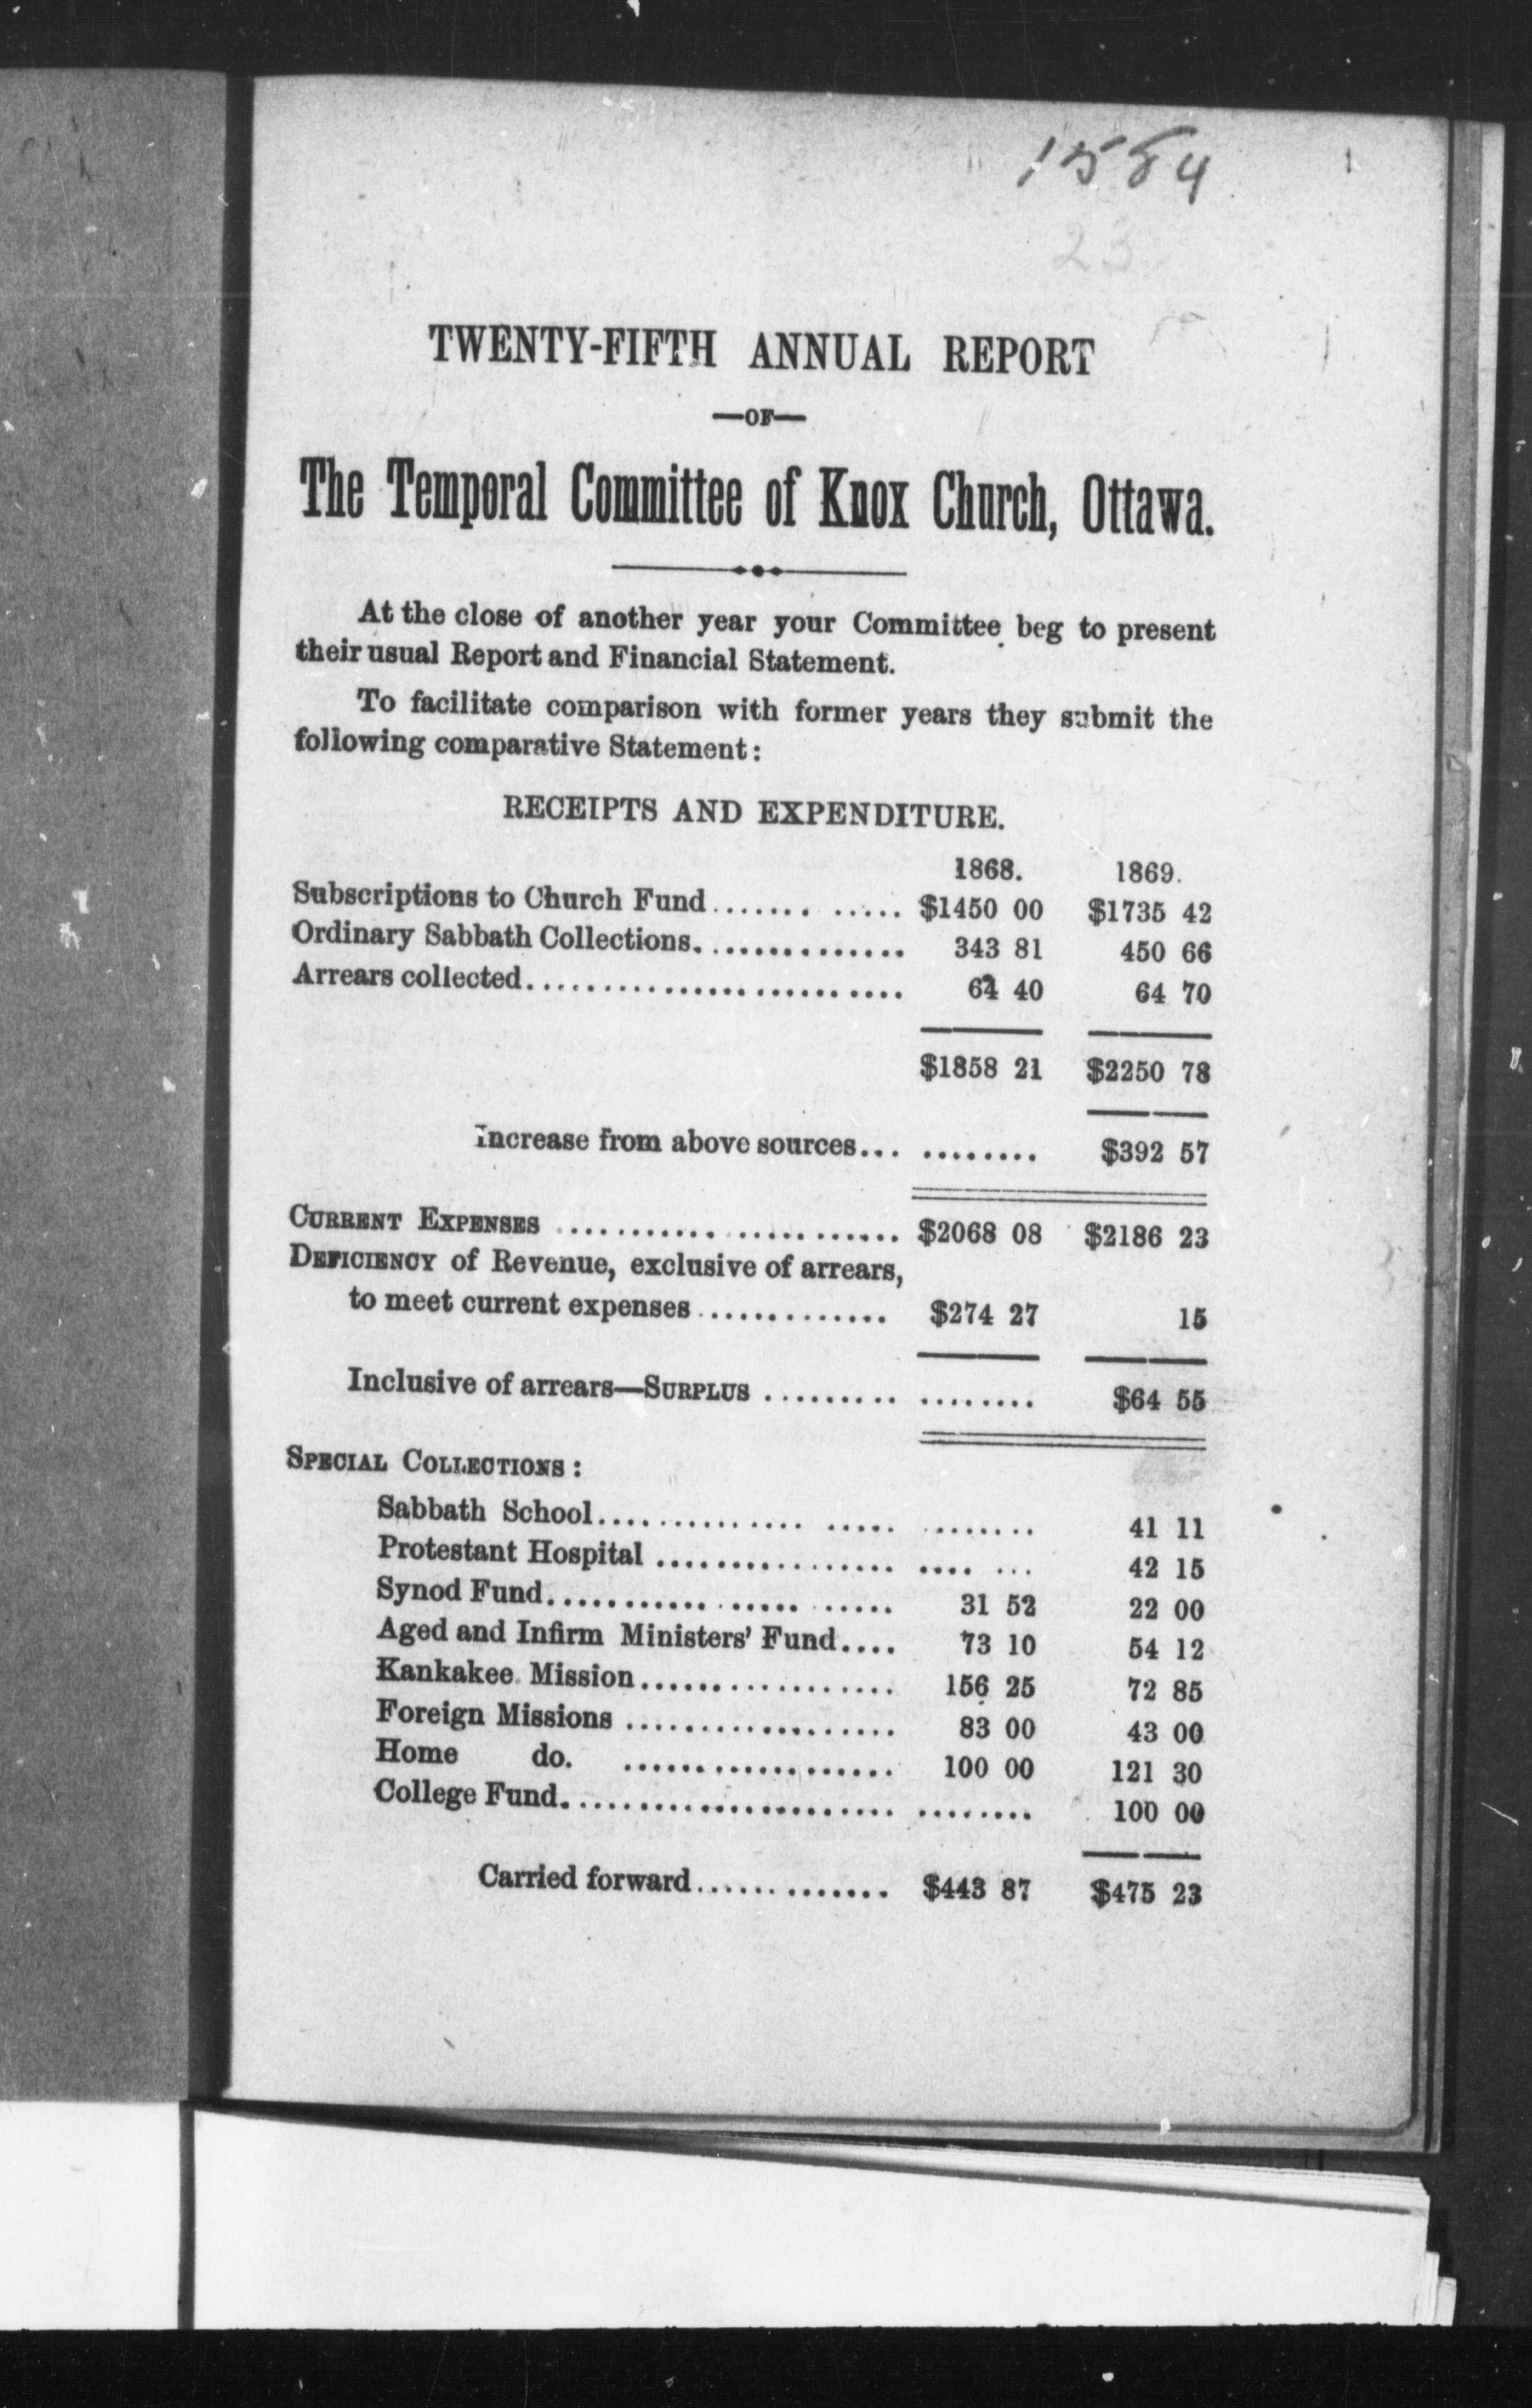 1584
23
TWENTY-FIFTH ANNUAL REPORT
—OF—
The Temporal Committee of Knox Church, Ottawa.
At the close of another year your Committee beg to present
their usual Report and Financial Statement.
To facilitate comparison with former years they submit the
following comparative Statement:
RECEIPTS AND EXPENDITURE.
1868. 1869.
Subscriptions to Church Fund....... ..... $1450 00 $1735 42
Ordinary Sabbath Collections.............. 343 81 450 66
Arrears collected......................... 64 40 64 70
$1858 21 $2250 78
Increase from above sources... ........ $392 57
CURRENT EXPENSES ........... ........... $2068 08 $2186 23
DEFICIENCY of Revenue, exclusive of arrears,
to meet current expenses............. $274 27 15
Inclusive of arrears—SURPLUS ......... ........ $64 55
SPECIAL COLLECTIONS:
Sabbath School.............. ..... ........ 41 11
Protestant Hospital ................ .... ... 42 15
Synod Fund........... ..... ..... 31 52 22 00
Aged and Infirm Ministers' Fund.... 73 10 54 12
Kankakee Mission................. 156 25 72 85
Foreign Missions .................. 83 00 43 00
Home do. .................. 100 00 121 30
College Fund...................... ........ 100 00
Carried forward............. $443 87 $475 23